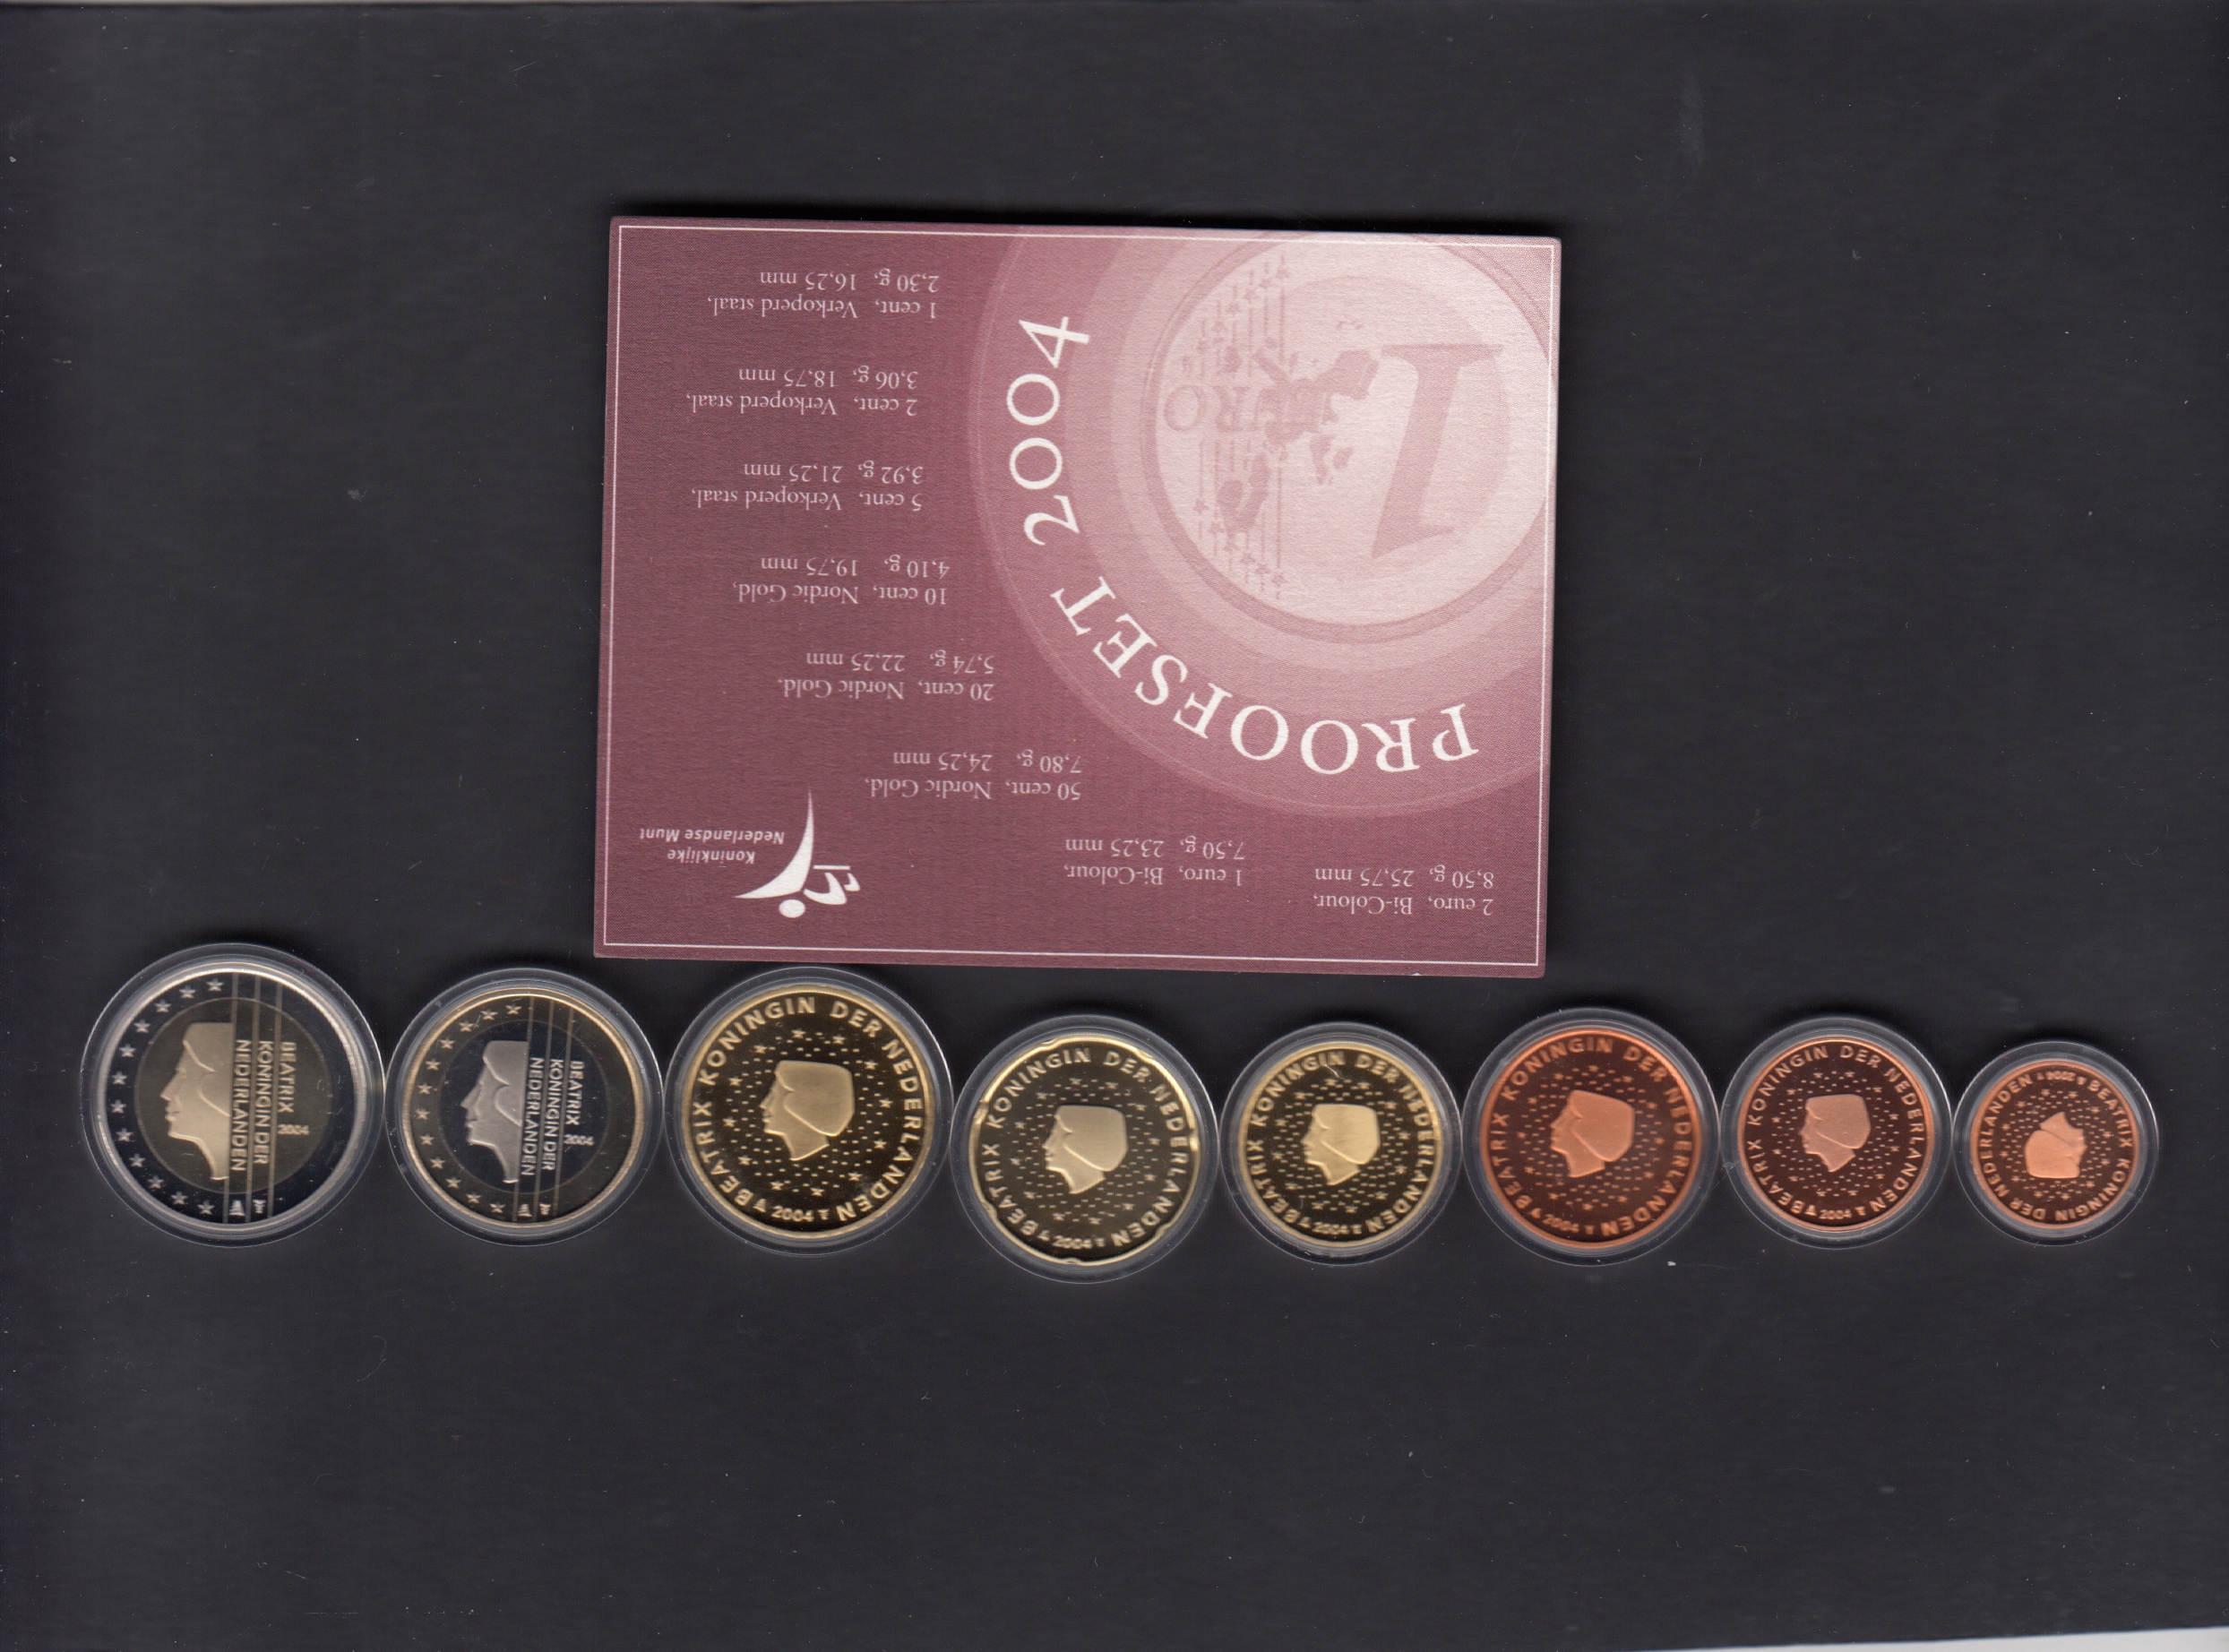 PROOFSET 2004
2 euro, Bi-Colour,
8,50 g, 25,75 mm
1 euro, Bi-Colour,
7,50 g, 23,25 mm
50 cent, Nordic Gold,
7,80 g, 24,25 mm
20 cent, Nordic Gold,
5,74 g, 22,25 mm
10 cent, Nordic Gold,
4,10 g, 19,75 mm
5 cent, Verkoperd staal,
3,92 g, 21,25 mm
2 cent, Verkoperd staal,
3,06 g, 18,75 mm
1 cent, Verkoperd staal,
2,30 g, 16,25 mm
Koninklijke
Nederlandse Munt
1
BEATRIX
KONINGIN DER
NEDERLANDEN
2004
BEATRIX
KONINGIN DER
NEDERLANDEN
2004
BEATRIX KONINGIN DER NEDERLANDEN
2004
BEATRIX KONINGIN DER NEDERLANDEN
2004
BEATRIX KONINGIN DER NEDERLANDEN
2004
BEATRIX KONINGIN DER NEDERLANDEN
2004
BEATRIX KONINGIN DER NEDERLANDEN
2004
BEATRIX KONINGIN DER NEDERLANDEN